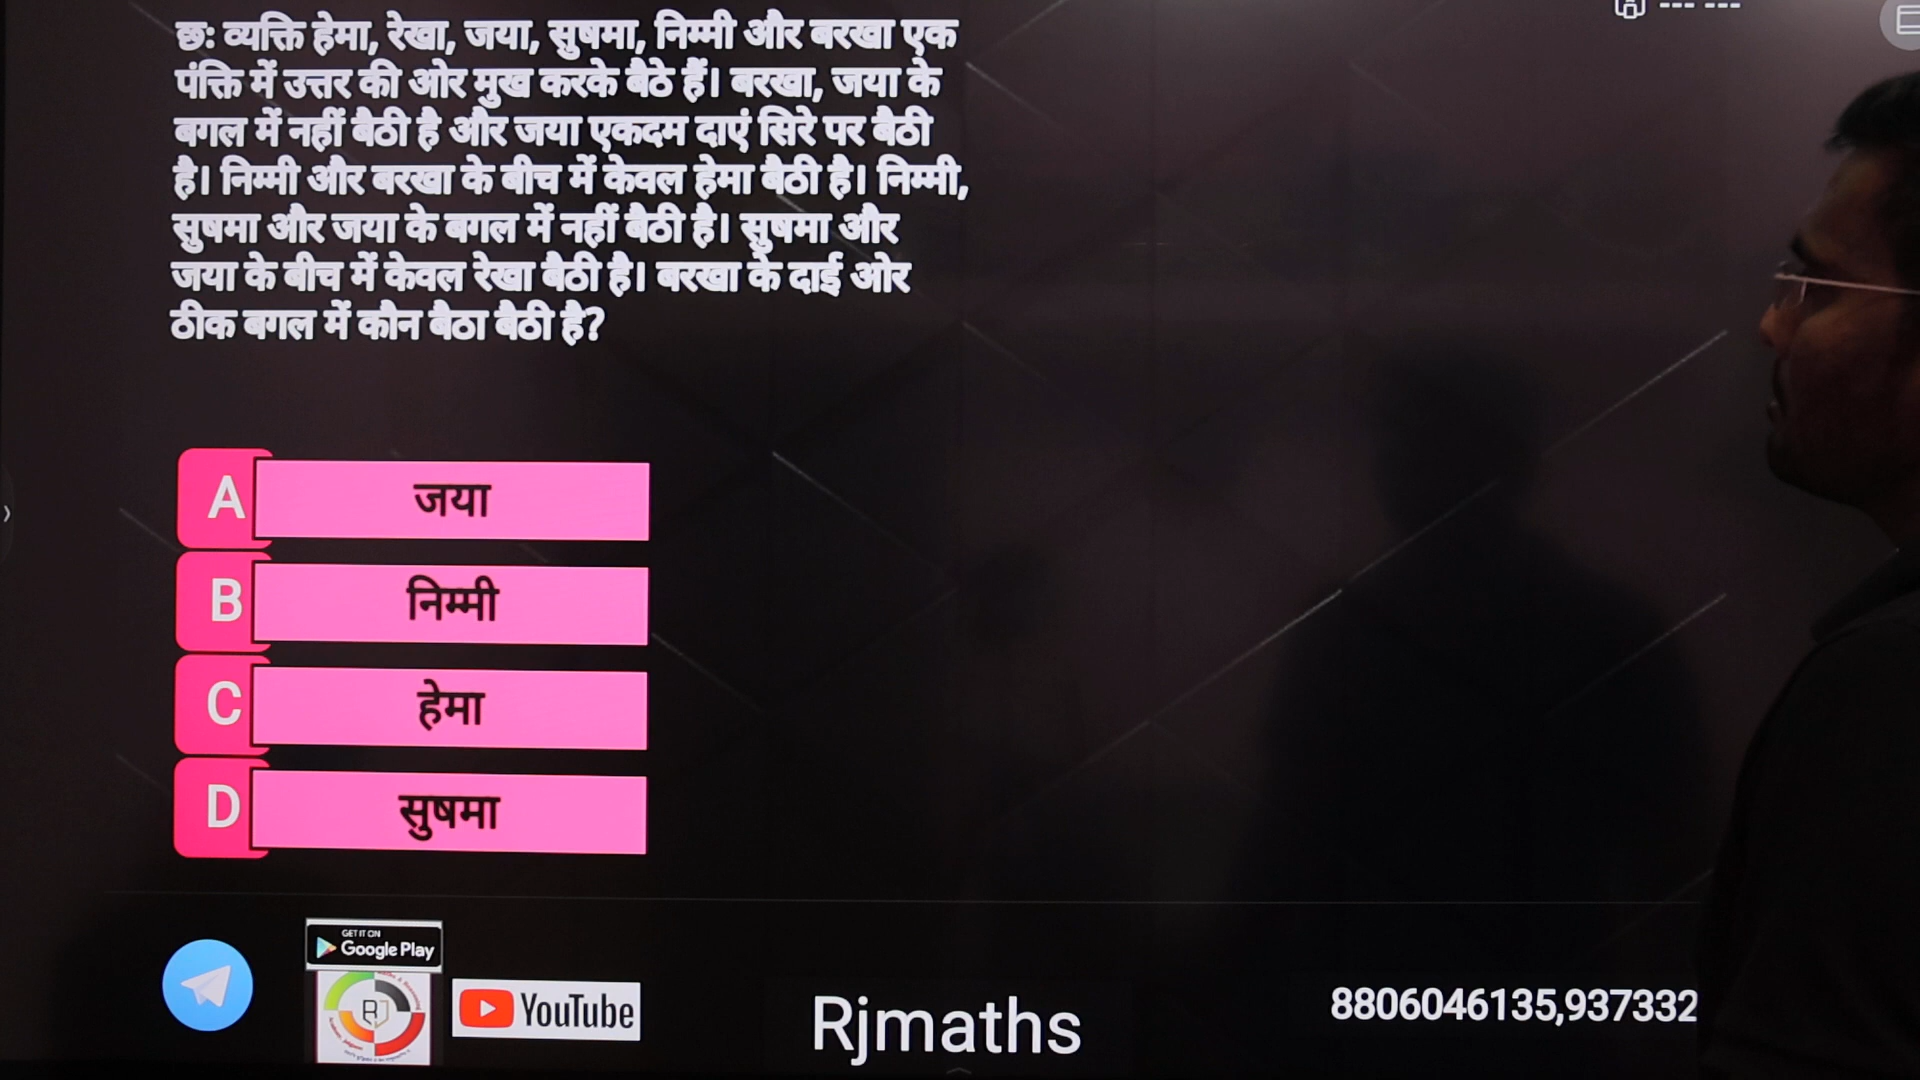 छः व्यक्ति हेमा, रेखा, जया, सुषमा, निम्मी और बरखा एक
पंक्ति में उत्तर की ओर मुख करके बैठे हैं। बरखा, जया के
बगल में नहीं बैठी है और जया एकदम दाएं सिरे पर बैठी
है। निम्मी और बरखा के बीच में केवल हेमा बैठी है। निम्मी,
सुषमा और जया के बगल में नहीं बैठी है। सुषमा और
जया के बीच में केवल रेखा बैठी है। बरखा के दाई ओर
ठीक बगल में कौन बैठा बैठी है?
A जया
B निम्मी
C हेमा
D सुषमा
GET IT ON
Google Play
RJ
YouTube
Rjmaths
8806046135,937332